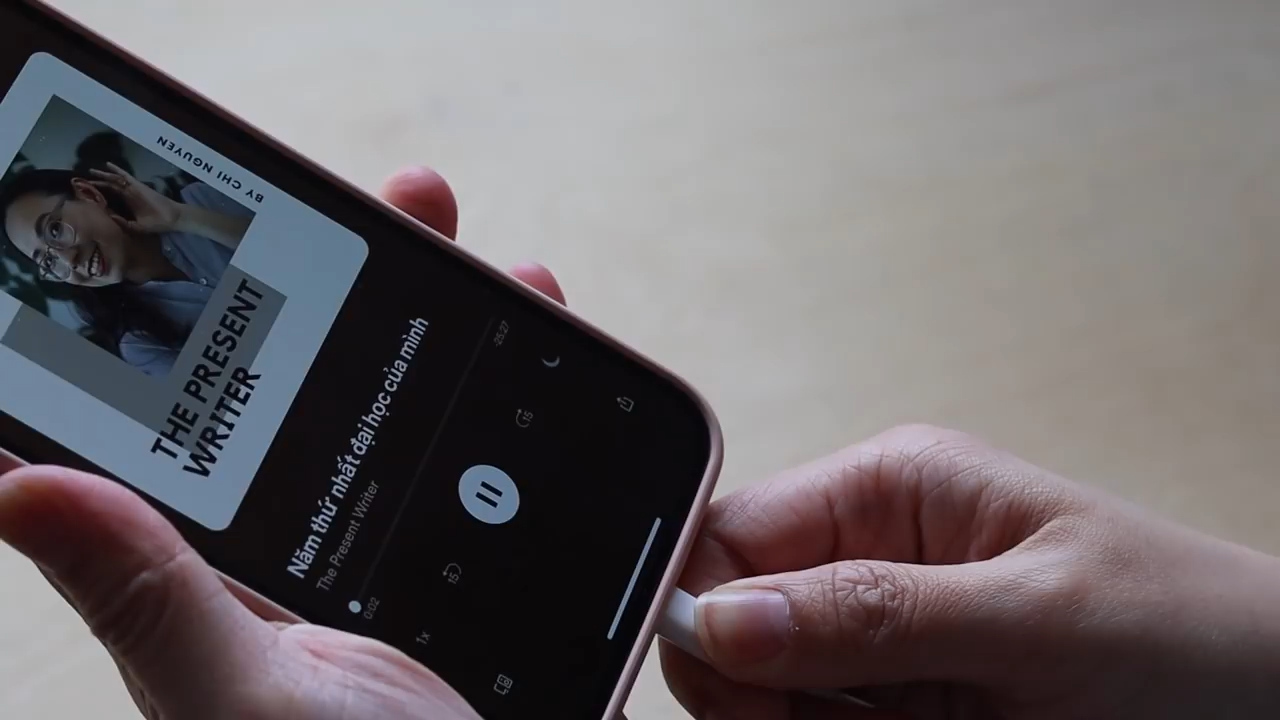 BY CHI NGUYEN
THE PRESENT
WRITER
Năm thứ nhất đại học của mình
The Present Writer
0:02
-25:27
1x
15
15